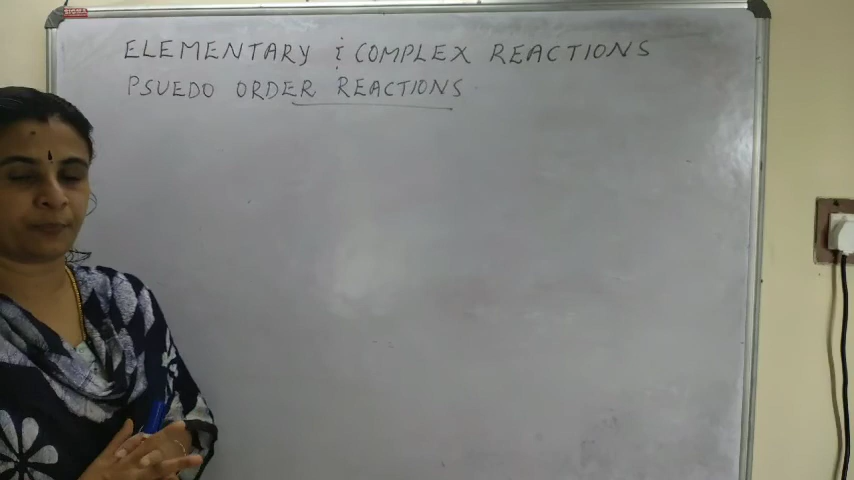 ELEMENTARY & COMPLEX REACTIONS
PSUEDO ORDER REACTIONS